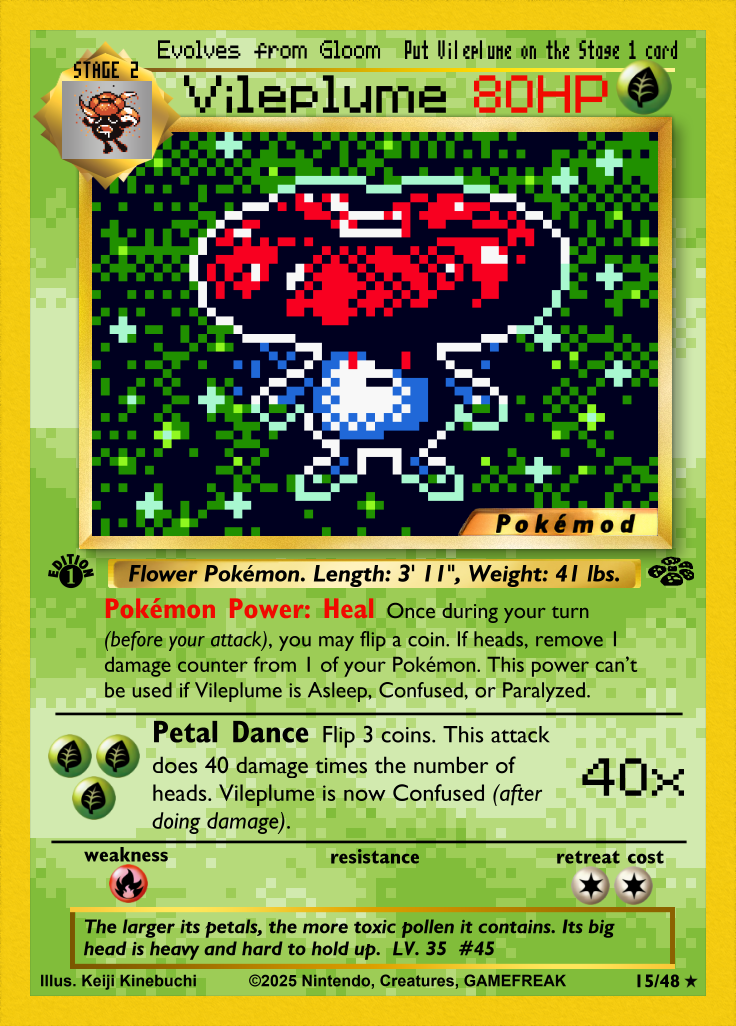 Evolves from Gloom Put Vileplume on the Stage 1 card
STAGE 2
Vileplume 80HP
Pokémod
EDITION
1
Flower Pokémon. Length: 3' 11", Weight: 41 lbs.
Pokémon Power: Heal Once during your turn
(before your attack), you may flip a coin. If heads, remove 1
damage counter from 1 of your Pokémon. This power can't
be used if Vileplume is Asleep, Confused, or Paralyzed.
Petal Dance Flip 3 coins. This attack
does 40 damage times the number of
heads. Vileplume is now Confused (after
doing damage).
40x
weakness resistance retreat cost
The larger its petals, the more toxic pollen it contains. Its big
head is heavy and hard to hold up. LV. 35 #45
Illus. Keiji Kinebuchi ©2025 Nintendo, Creatures, GAMEFREAK 15/48 ★